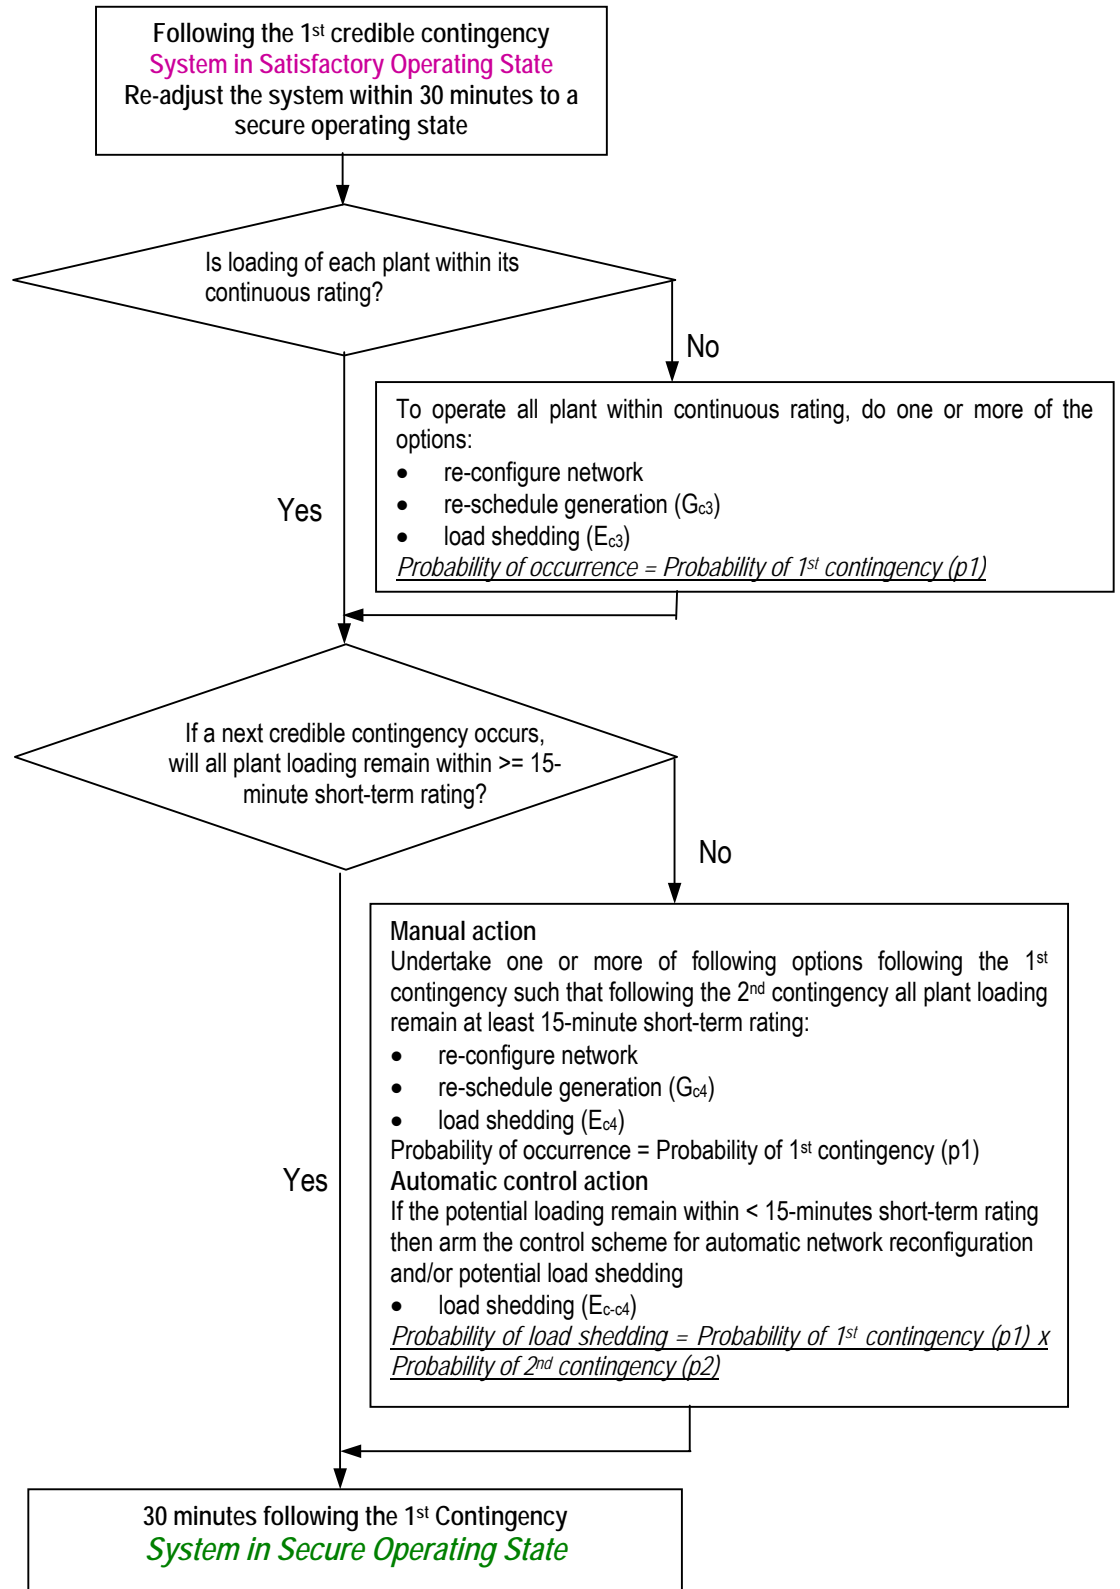 Following the 1st credible contingency
System in Satisfactory Operating State
Re-adjust the system within 30 minutes to a
secure operating state
Is loading of each plant within its
continuous rating?
No
To operate all plant within continuous rating, do one or more of the
options:
• re-configure network
• re-schedule generation (Gc3)
• load shedding (Ec3)
Probability of occurrence = Probability of 1st contingency (p1)
Yes
If a next credible contingency occurs,
will all plant loading remain within >= 15-
minute short-term rating?
No
Manual action
Undertake one or more of following options following the 1st
contingency such that following the 2nd contingency all plant loading
remain at least 15-minute short-term rating:
• re-configure network
• re-schedule generation (Gc4)
• load shedding (Ec4)
Probability of occurrence = Probability of 1st contingency (p1)
Automatic control action
If the potential loading remain within < 15-minutes short-term rating
then arm the control scheme for automatic network reconfiguration
and/or potential load shedding
• load shedding (Ec-c4)
Probability of load shedding = Probability of 1st contingency (p1) x
Probability of 2nd contingency (p2)
Yes
30 minutes following the 1st Contingency
System in Secure Operating State